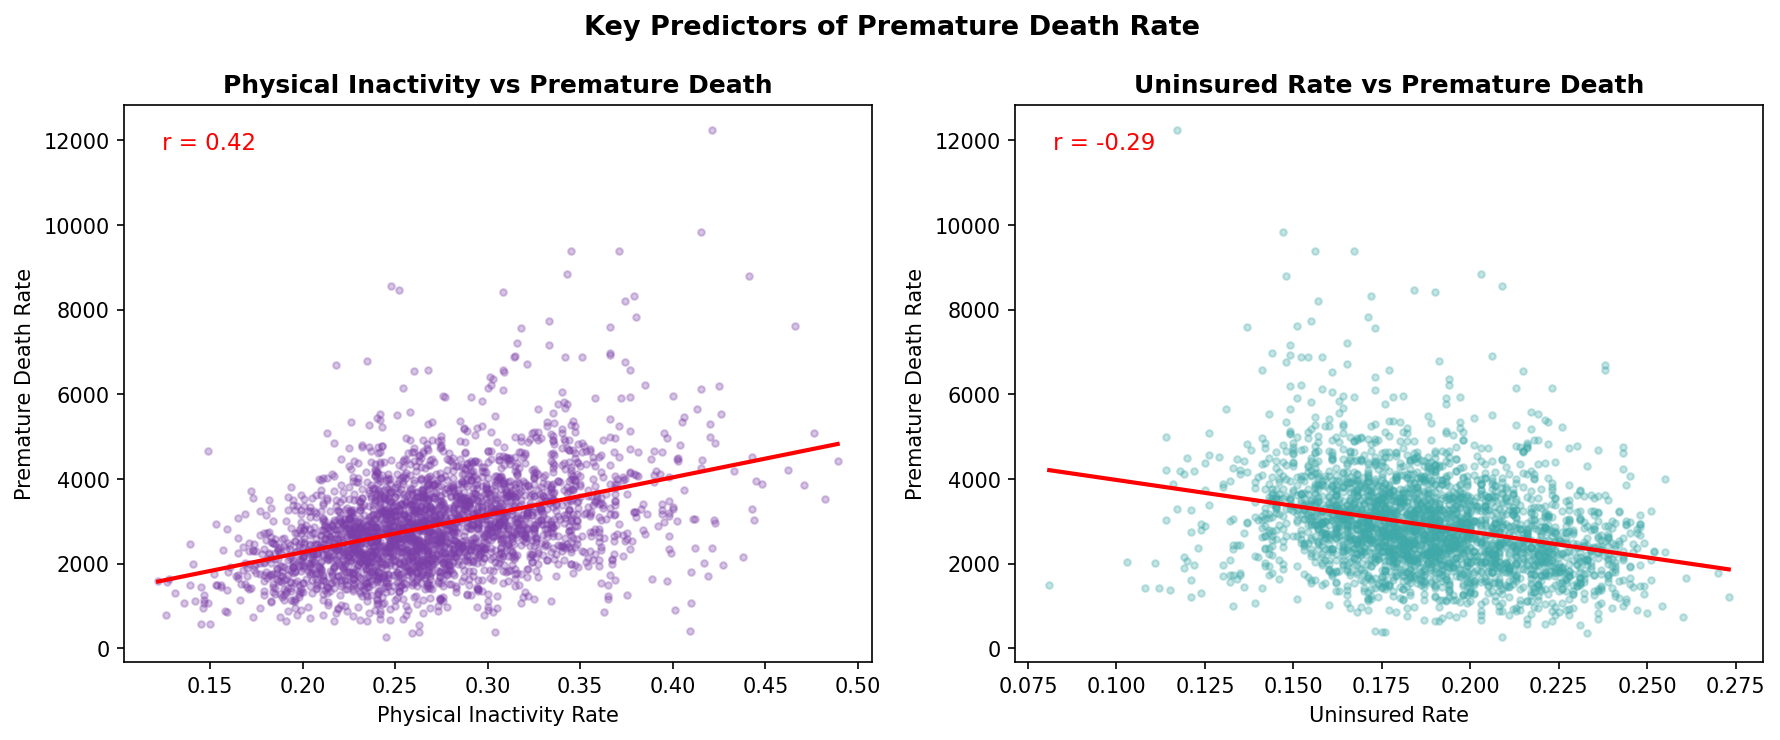 Key Predictors of Premature Death Rate
Physical Inactivity vs Premature Death
r = 0.42
Premature Death Rate
12000
10000
8000
6000
4000
2000
0
0.15 0.20 0.25 0.30 0.35 0.40 0.45 0.50
Physical Inactivity Rate
Uninsured Rate vs Premature Death
r = -0.29
Premature Death Rate
12000
10000
8000
6000
4000
2000
0
0.075 0.100 0.125 0.150 0.175 0.200 0.225 0.250 0.275
Uninsured Rate